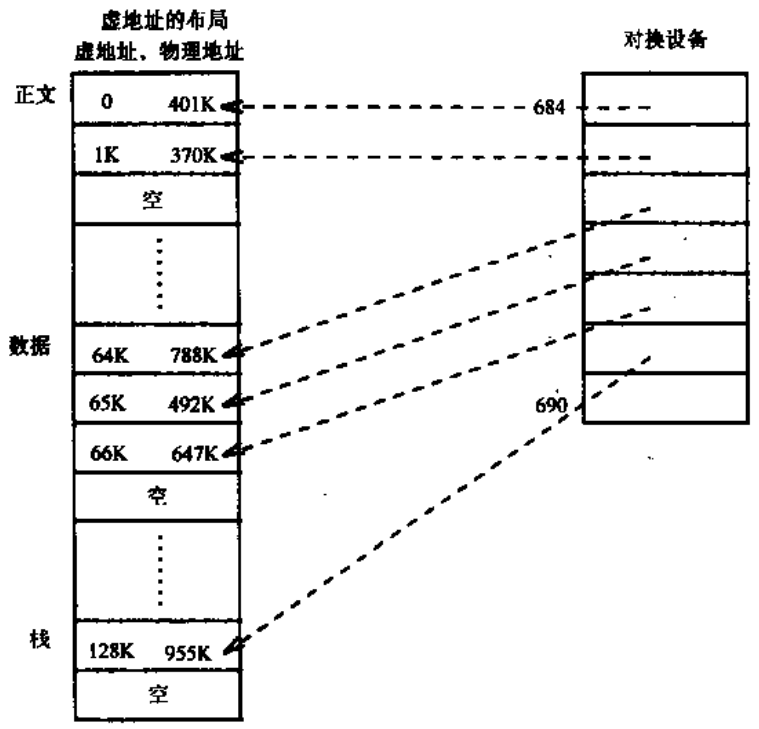 虚地址的布局
虚地址、物理地址
对换设备
正文
0 401K
684
1K 370K
空
数据
64K 788K
65K 492K
690
66K 647K
空
栈
128K 955K
空